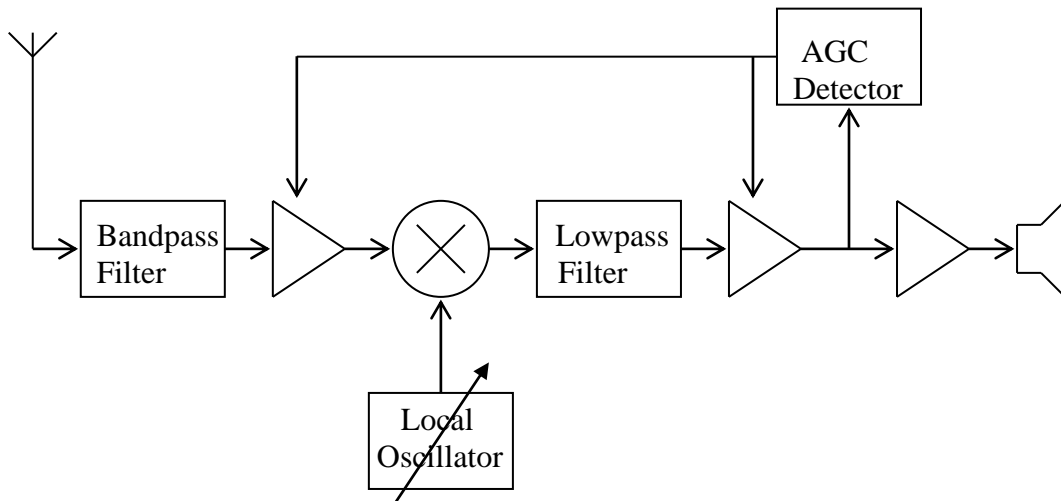 AGC
Detector
Bandpass
Filter
Lowpass
Filter
Local
Oscillator